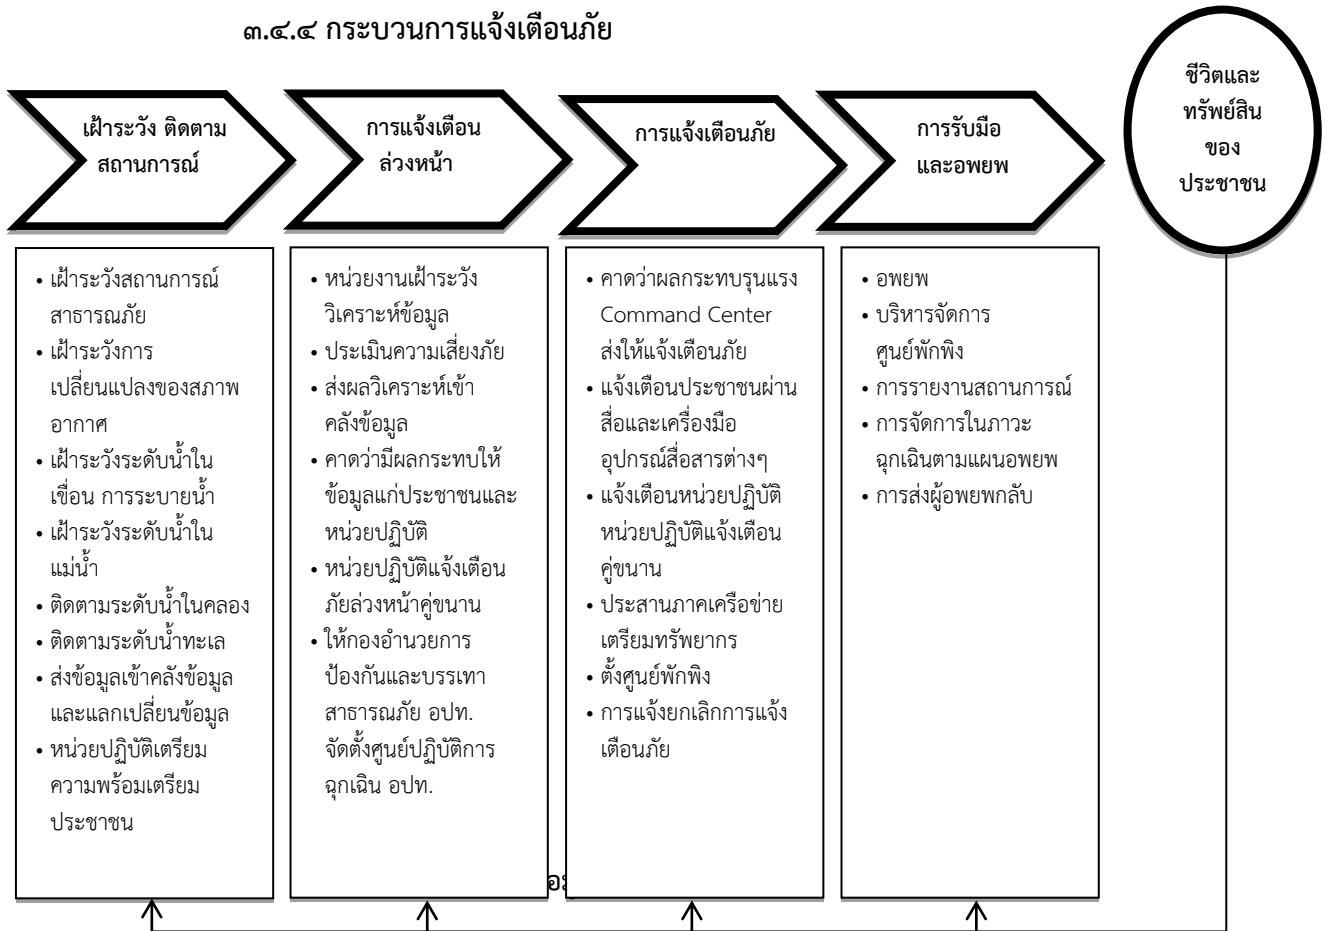 ๓.๔.๔ กระบวนการแจ้งเตือนภัย
เฝ้าระวัง ติดตาม
สถานการณ์
การแจ้งเตือน
ล่วงหน้า
การแจ้งเตือนภัย
การรับมือ
และอพยพ
ชีวิตและ
ทรัพย์สิน
ของ
ประชาชน
• เฝ้าระวังสถานการณ์
สาธารณภัย
• เฝ้าระวังการ
เปลี่ยนแปลงของสภาพ
อากาศ
• เฝ้าระวังระดับน้ำใน
เขื่อน การระบายน้ำ
• เฝ้าระวังระดับน้ำใน
แม่น้ำ
• ติดตามระดับน้ำในคลอง
• ติดตามระดับน้ำทะเล
• ส่งข้อมูลเข้าคลังข้อมูล
และแลกเปลี่ยนข้อมูล
• หน่วยปฏิบัติเตรียม
ความพร้อมเตรียม
ประชาชน
• หน่วยงานเฝ้าระวัง
วิเคราะห์ข้อมูล
• ประเมินความเสี่ยงภัย
• ส่งผลวิเคราะห์เข้า
คลังข้อมูล
• คาดว่ามีผลกระทบให้
ข้อมูลแก่ประชาชนและ
หน่วยปฏิบัติ
• หน่วยปฏิบัติแจ้งเตือน
ภัยล่วงหน้าคู่ขนาน
• ให้กองอำนวยการ
ป้องกันและบรรเทา
สาธารณภัย อปท.
จัดตั้งศูนย์ปฏิบัติการ
ฉุกเฉิน อปท.
• คาดว่าผลกระทบรุนแรง
Command Center
ส่งให้แจ้งเตือนภัย
• แจ้งเตือนประชาชนผ่าน
สื่อและเครื่องมือ
อุปกรณ์สื่อสารต่างๆ
• แจ้งเตือนหน่วยปฏิบัติ
หน่วยปฏิบัติแจ้งเตือน
คู่ขนาน
• ประสานภาคเครือข่าย
เตรียมทรัพยากร
• ตั้งศูนย์พักพิง
• การแจ้งยกเลิกการแจ้ง
เตือนภัย
• อพยพ
• บริหารจัดการ
ศูนย์พักพิง
• การรายงานสถานการณ์
• การจัดการในภาวะ
ฉุกเฉินตามแผนอพยพ
• การส่งผู้อพยพกลับ